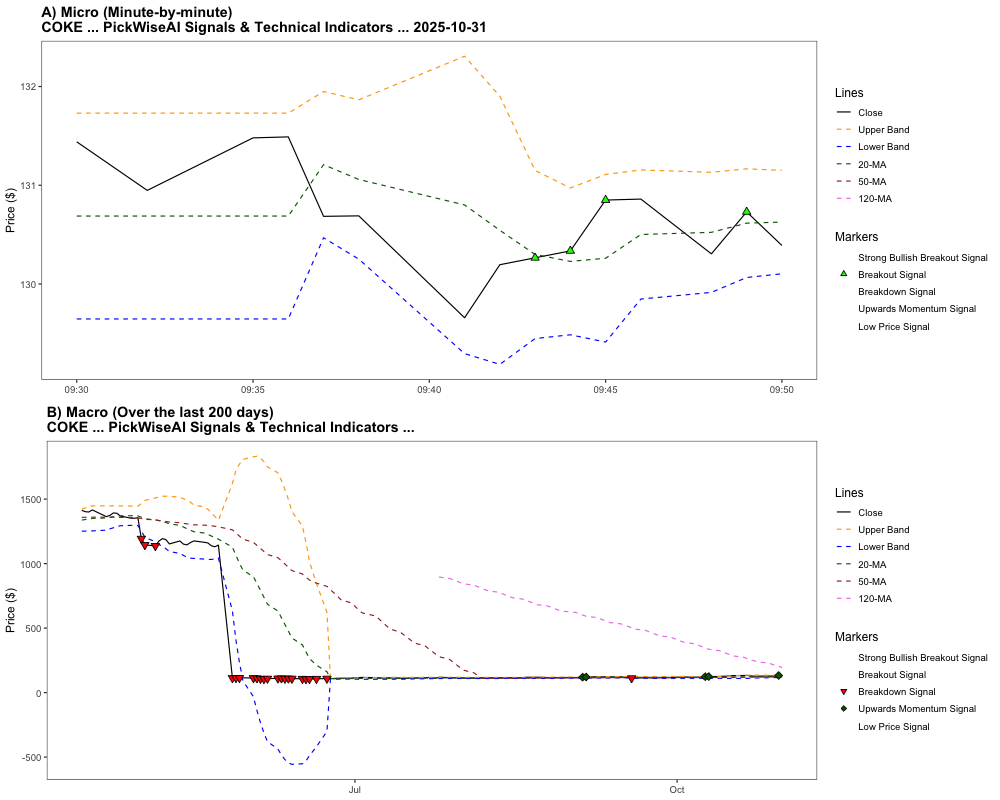 A) Micro (Minute-by-minute)
COKE ... PickWiseAI Signals & Technical Indicators ... 2025-10-31
Price ($)
132
131
130
09:30
09:35
09:40
09:45
09:50
Lines
Close
Upper Band
Lower Band
20-MA
50-MA
120-MA
Markers
Strong Bullish Breakout Signal
Breakout Signal
Breakdown Signal
Upwards Momentum Signal
Low Price Signal
B) Macro (Over the last 200 days)
COKE ... PickWiseAI Signals & Technical Indicators ...
Price ($)
1500
1000
500
0
-500
Jul
Oct
Lines
Close
Upper Band
Lower Band
20-MA
50-MA
120-MA
Markers
Strong Bullish Breakout Signal
Breakout Signal
Breakdown Signal
Upwards Momentum Signal
Low Price Signal